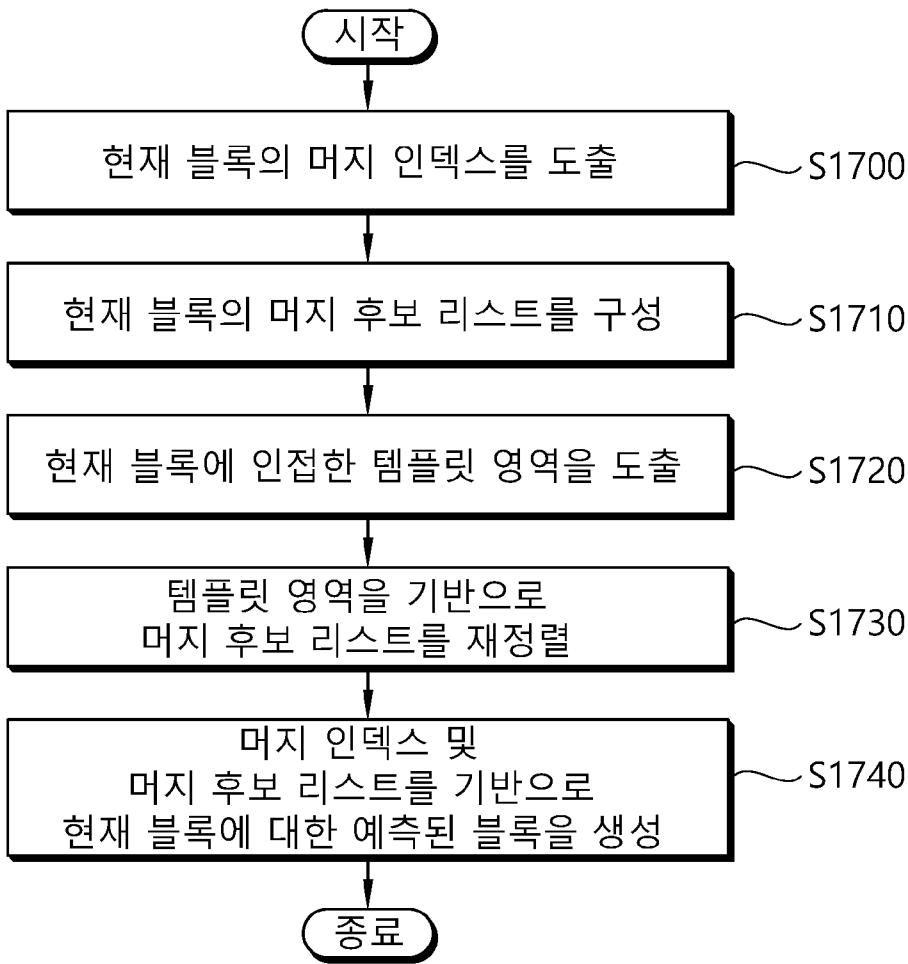 시작
현재 블록의 머지 인덱스를 도출
S1700
현재 블록의 머지 후보 리스트를 구성
S1710
현재 블록에 인접한 템플릿 영역을 도출
S1720
템플릿 영역을 기반으로
머지 후보 리스트를 재정렬
S1730
머지 인덱스 및
머지 후보 리스트를 기반으로
현재 블록에 대한 예측된 블록을 생성
S1740
종료